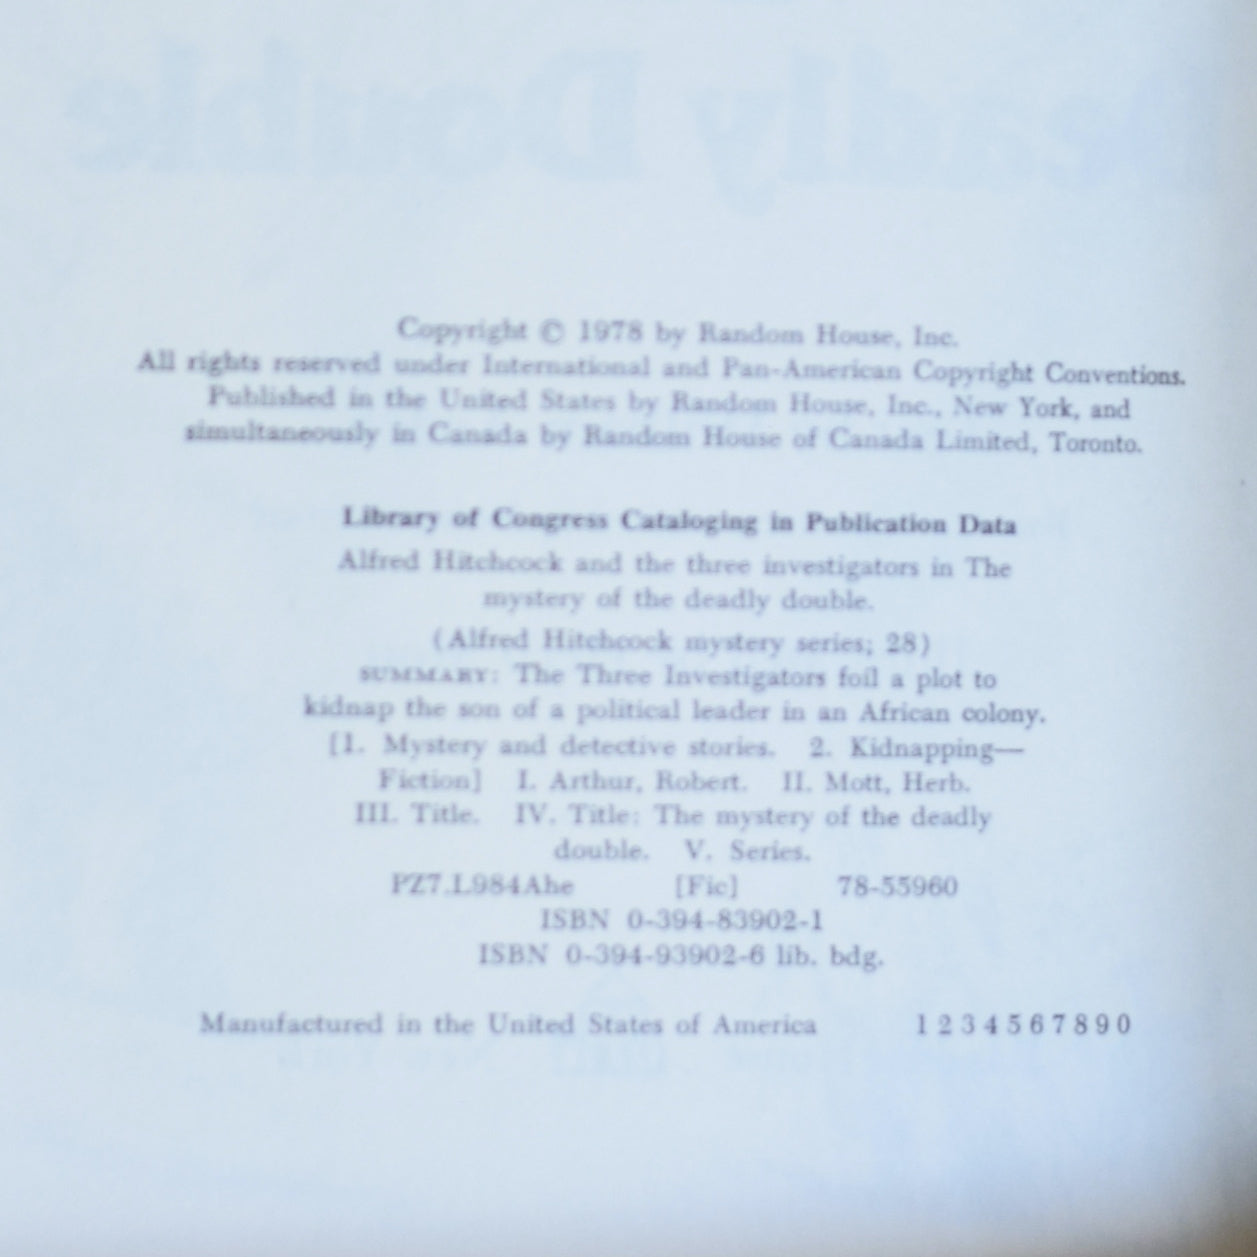 Copyright © 1978 by Random House, Inc.
All rights reserved under International and Pan-American Copyright Conventions.
Published in the United States by Random House, Inc., New York, and
simultaneously in Canada by Random House of Canada Limited, Toronto.
Library of Congress Cataloging in Publication Data
Alfred Hitchcock and the three investigators in The
mystery of the deadly double.
(Alfred Hitchcock mystery series; 28)
SUMMARY: The Three Investigators foil a plot to
kidnap the son of a political leader in an African colony.
[1. Mystery and detective stories. 2. Kidnapping—
Fiction] I. Arthur, Robert. II. Mott, Herb.
III. Title. IV. Title: The mystery of the deadly
double. V. Series.
PZ7.L984Ahe [Fic] 78-55960
ISBN 0-394-83902-1
ISBN 0-394-93902-6 lib. bdg.
Manufactured in the United States of America 1 2 3 4 5 6 7 8 9 0